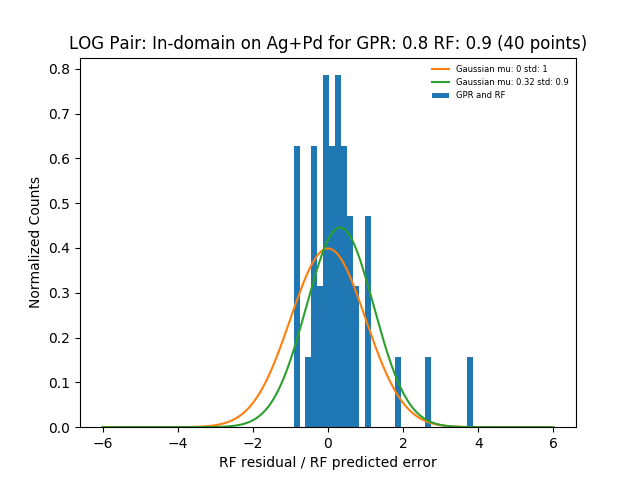 LOG Pair: In-domain on Ag+Pd for GPR: 0.8 RF: 0.9 (40 points)
Gaussian mu: 0 std: 1
Gaussian mu: 0.32 std: 0.9
GPR and RF
Normalized Counts
0.8
0.7
0.6
0.5
0.4
0.3
0.2
0.1
0.0
−6 −4 −2 0 2 4 6
RF residual / RF predicted error